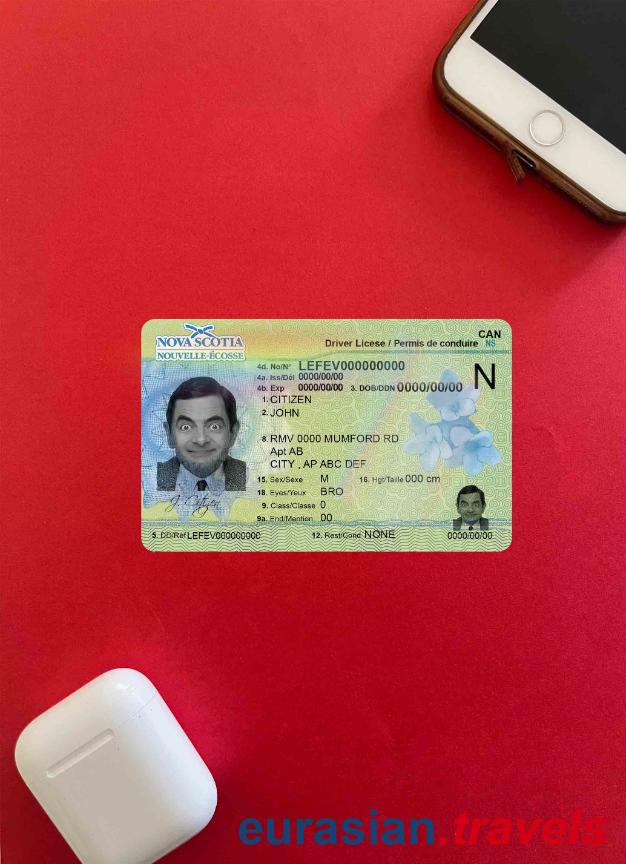 NOVA SCOTIA
NOUVELLE-ÉCOSSE
CAN
Driver Licese / Permis de conduire NS
4d. No/N° LEFEV000000000
4a. Iss/Dél 0000/00/00
4b. Exp 0000/00/00 3. DOB/DDN 0000/00/00
N
1. CITIZEN
2. JOHN
8. RMV 0000 MUMFORD RD
Apt AB
CITY , AP ABC DEF
15. Sex/Sexe M 16. Hgt/Taille 000 cm
18. Eyes/Yeux BRO
9. Class/Classe 0
9a. End/Mention 00
J. Citizen
5. DD/Réf LEFEV000000000 12. Rest/Cond NONE 0000/00/00
eurasian.travels